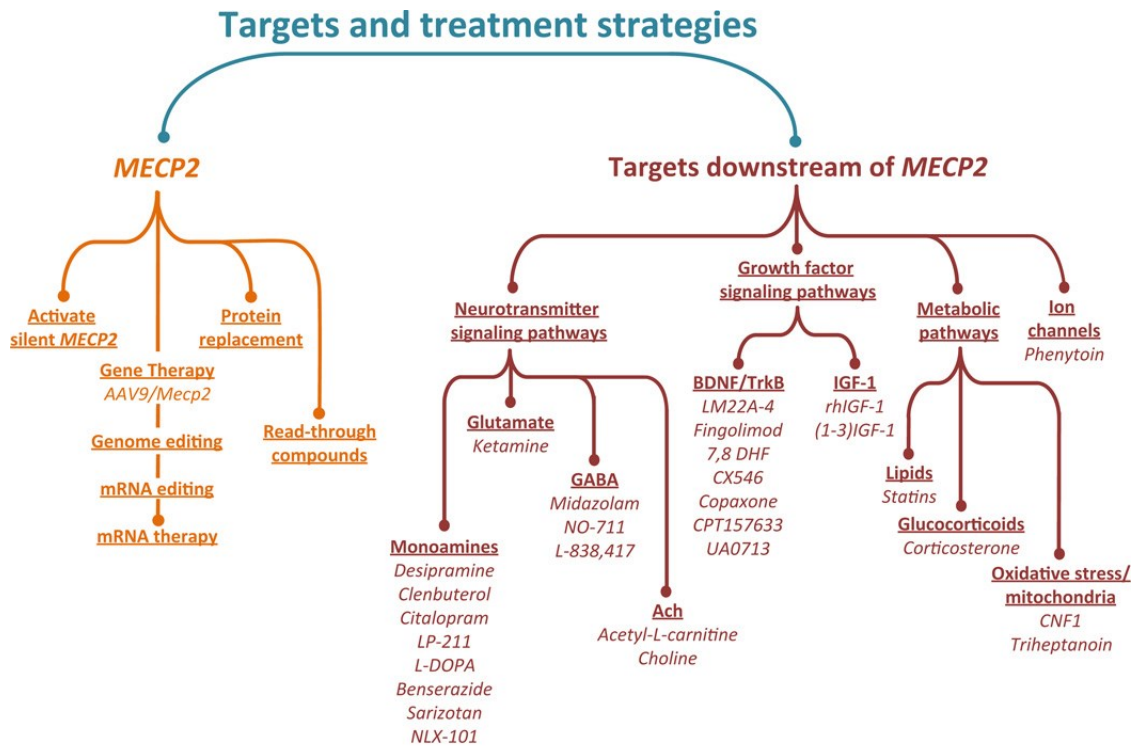 Targets and treatment strategies
MECP2
Activate
silent MECP2
Gene Therapy
AAV9/Mecp2
Genome editing
mRNA editing
mRNA therapy
Protein
replacement
Read-through
compounds
Targets downstream of MECP2
Neurotransmitter
signaling pathways
Monoamines
Desipramine
Clenbuterol
Citalopram
LP-211
L-DOPA
Benserazide
Sarizotan
NLX-101
Glutamate
Ketamine
GABA
Midazolam
NO-711
L-838,417
Ach
Acetyl-L-carnitine
Choline
Growth factor
signaling pathways
BDNF/TrkB
LM22A-4
Fingolimod
7,8 DHF
CX546
Copaxone
CPT157633
UA0713
IGF-1
rhIGF-1
(1-3)IGF-1
Metabolic
pathways
Lipids
Statins
Glucocorticoids
Corticosterone
Oxidative stress/
mitochondria
CNF1
Triheptanoin
Ion
channels
Phenytoin